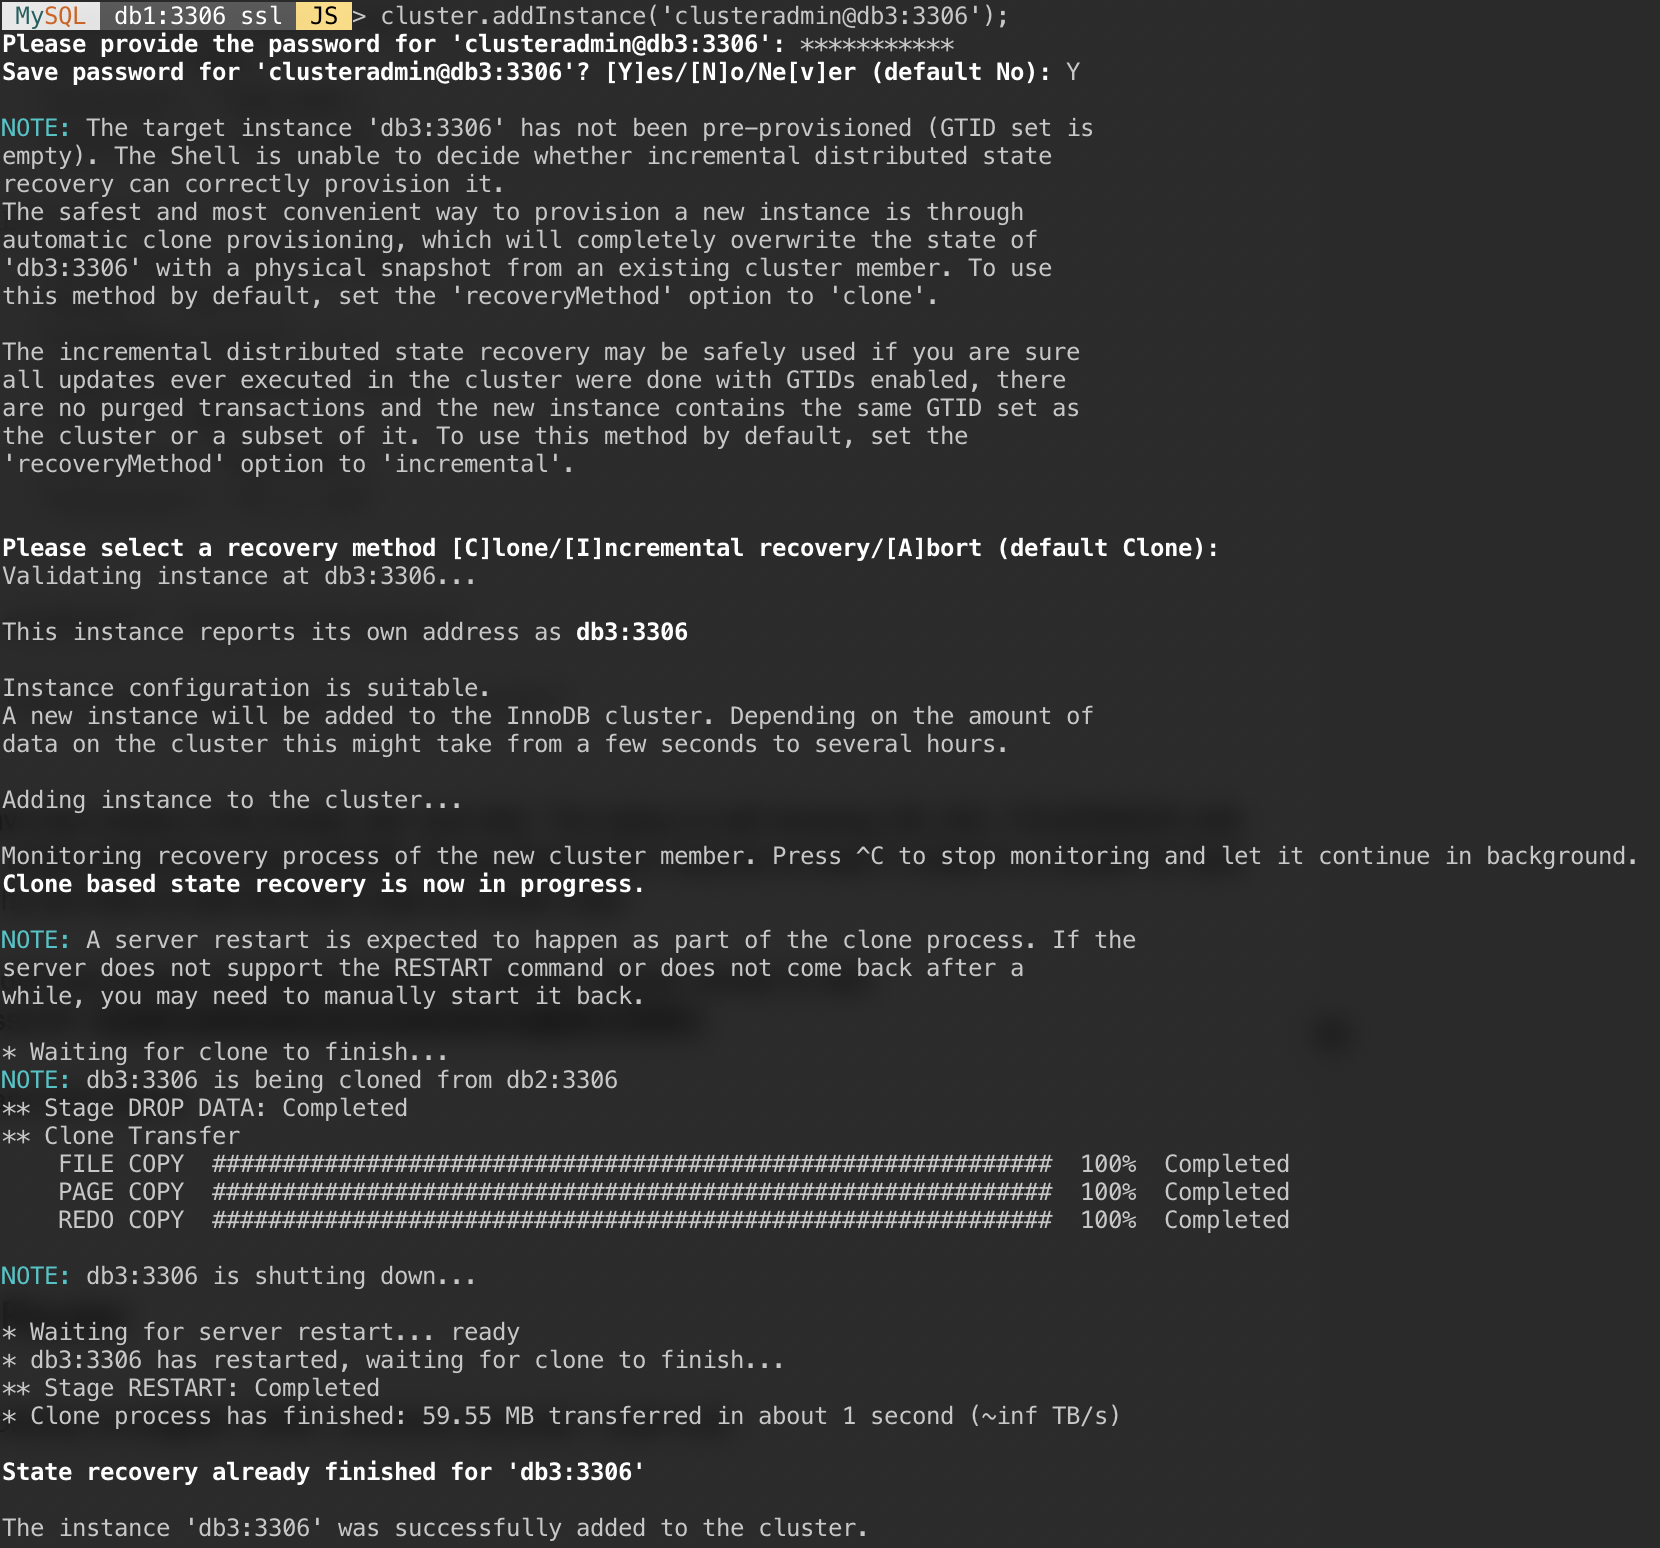 MySQL db1:3306 ssl JS > cluster.addInstance('clusteradmin@db3:3306');
Please provide the password for 'clusteradmin@db3:3306': ***********
Save password for 'clusteradmin@db3:3306'? [Y]es/[N]o/Ne[v]er (default No): Y
NOTE: The target instance 'db3:3306' has not been pre-provisioned (GTID set is
empty). The Shell is unable to decide whether incremental distributed state
recovery can correctly provision it.
The safest and most convenient way to provision a new instance is through
automatic clone provisioning, which will completely overwrite the state of
'db3:3306' with a physical snapshot from an existing cluster member. To use
this method by default, set the 'recoveryMethod' option to 'clone'.
The incremental distributed state recovery may be safely used if you are sure
all updates ever executed in the cluster were done with GTIDs enabled, there
are no purged transactions and the new instance contains the same GTID set as
the cluster or a subset of it. To use this method by default, set the
'recoveryMethod' option to 'incremental'.
Please select a recovery method [C]lone/[I]ncremental recovery/[A]bort (default Clone):
Validating instance at db3:3306...
This instance reports its own address as db3:3306
Instance configuration is suitable.
A new instance will be added to the InnoDB cluster. Depending on the amount of
data on the cluster this might take from a few seconds to several hours.
Adding instance to the cluster...
Monitoring recovery process of the new cluster member. Press ^C to stop monitoring and let it continue in background.
Clone based state recovery is now in progress.
NOTE: A server restart is expected to happen as part of the clone process. If the
server does not support the RESTART command or does not come back after a
while, you may need to manually start it back.
* Waiting for clone to finish...
NOTE: db3:3306 is being cloned from db2:3306
** Stage DROP DATA: Completed
** Clone Transfer
FILE COPY ############################################################ 100% Completed
PAGE COPY ############################################################ 100% Completed
REDO COPY ############################################################ 100% Completed
NOTE: db3:3306 is shutting down...
* Waiting for server restart... ready
* db3:3306 has restarted, waiting for clone to finish...
** Stage RESTART: Completed
* Clone process has finished: 59.55 MB transferred in about 1 second (~inf TB/s)
State recovery already finished for 'db3:3306'
The instance 'db3:3306' was successfully added to the cluster.